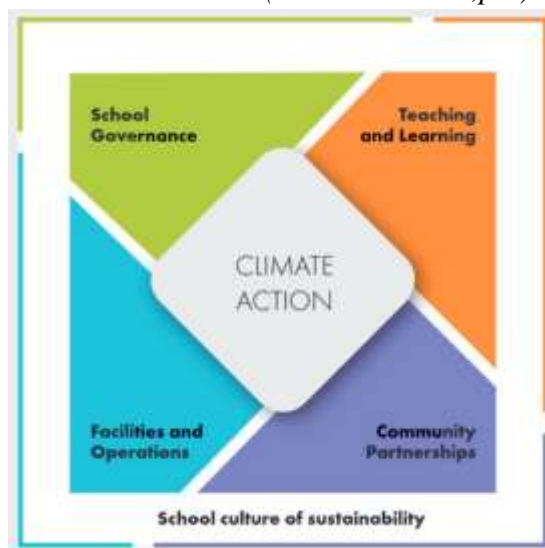 School
Governance
Teaching
and Learning
CLIMATE
ACTION
Facilities and
Operations
Community
Partnerships
School culture of sustainability